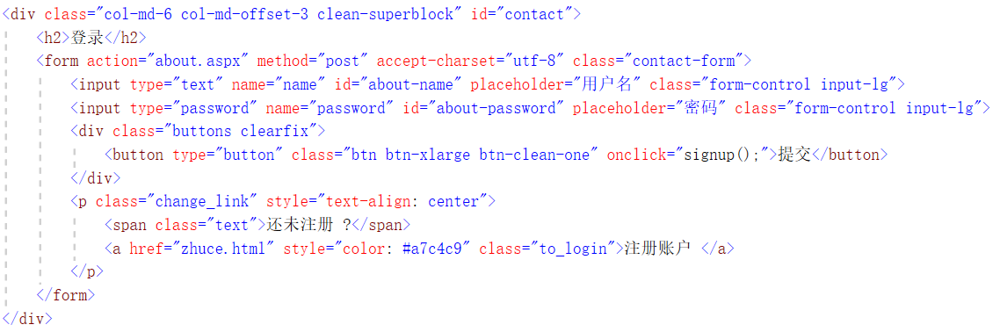 <div class="col-md-6 col-md-offset-3 clean-superblock" id="contact">
<h2>登录</h2>
<form action="about.aspx" method="post" accept-charset="utf-8" class="contact-form">
<input type="text" name="name" id="about-name" placeholder="用户名" class="form-control input-lg">
<input type="password" name="password" id="about-password" placeholder="密码" class="form-control input-lg">
<div class="buttons clearfix">
<button type="button" class="btn btn-xlarge btn-clean-one" onclick="signup();">提交</button>
</div>
<p class="change_link" style="text-align: center">
<span class="text">还未注册 ?</span>
<a href="zhuce.html" style="color: #a7c4c9" class="to_login">注册账户 </a>
</p>
</form>
</div>